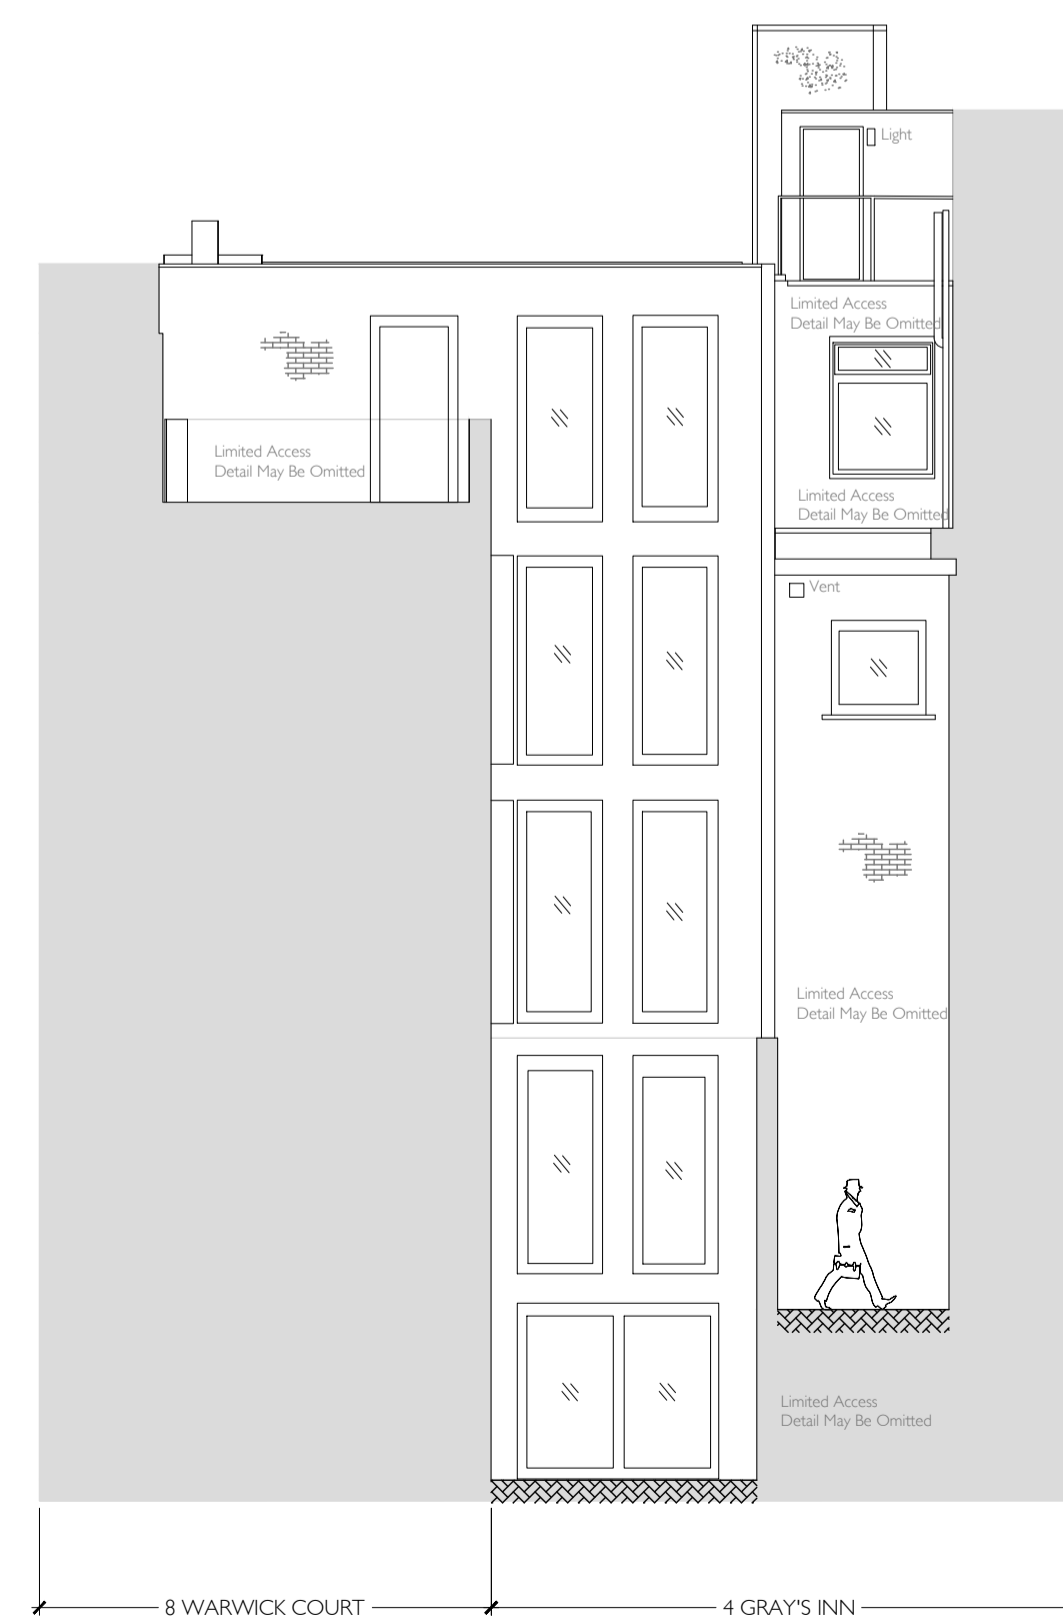 Light
Limited Access
Detail May Be Omitted
Limited Access
Detail May Be Omitted
Limited Access
Detail May Be Omitted
Vent
Limited Access
Detail May Be Omitted
Limited Access
Detail May Be Omitted
8 WARWICK COURT
4 GRAY'S INN